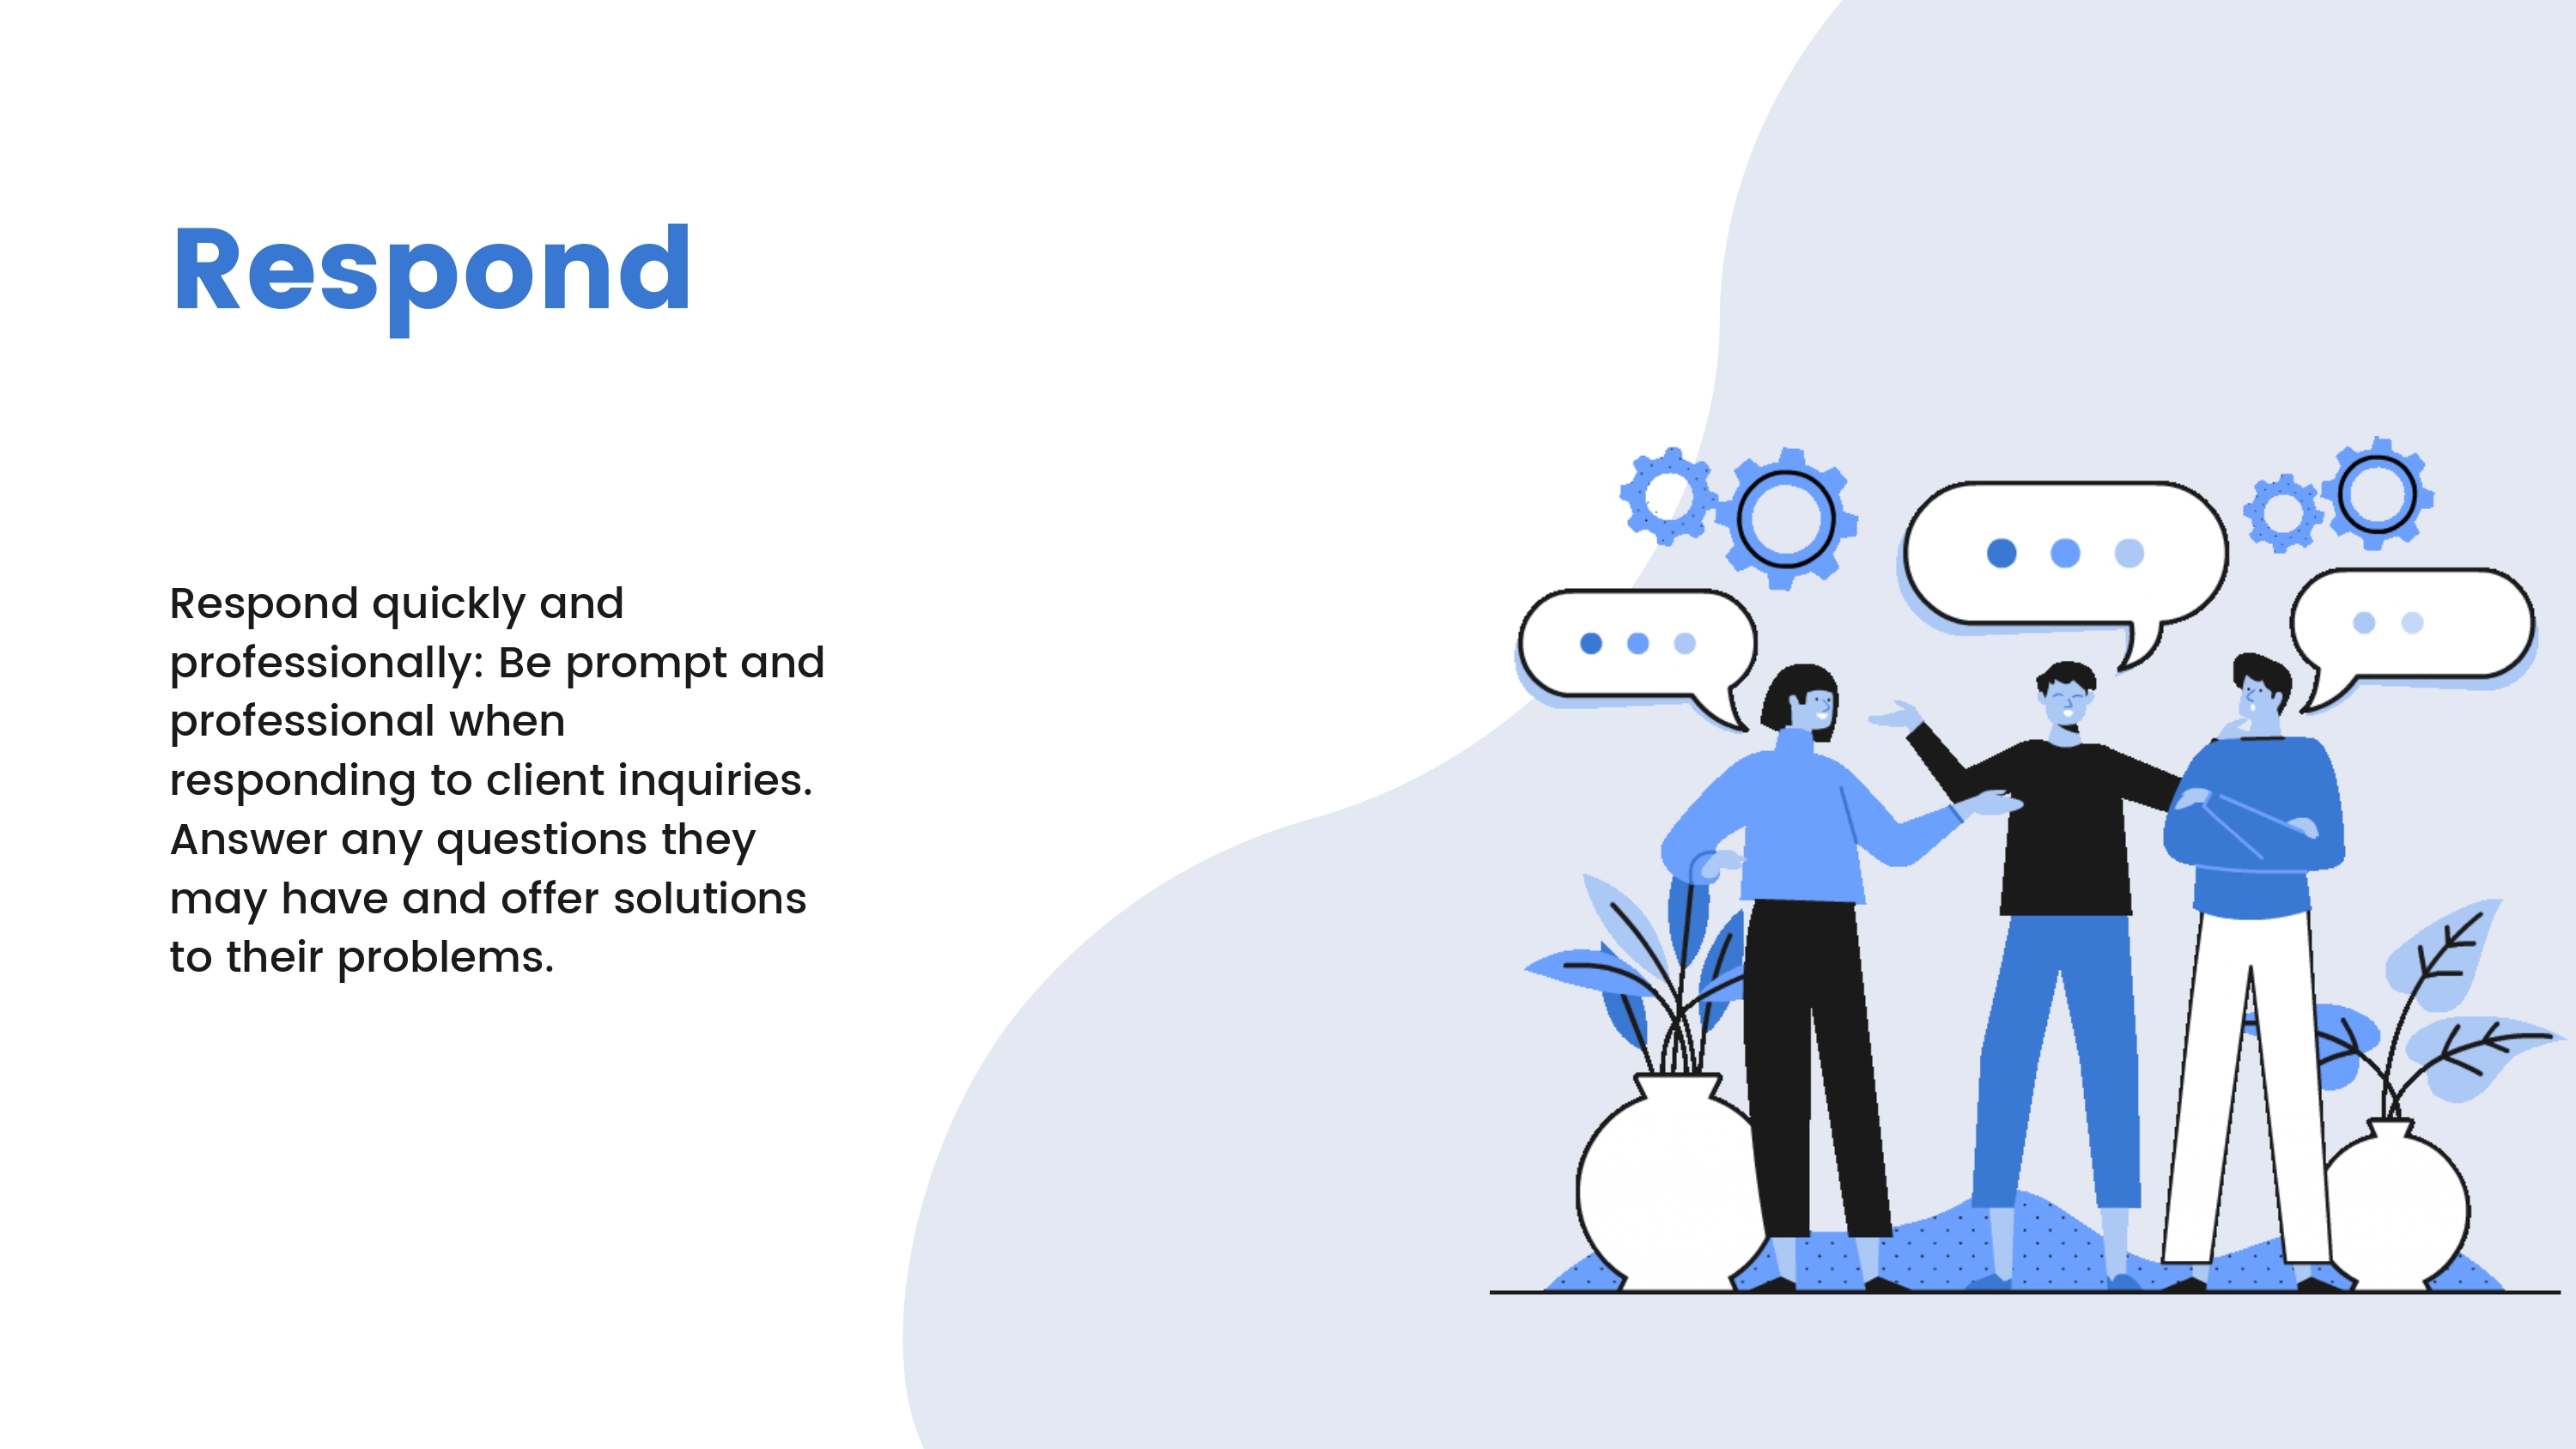 Respond
Respond quickly and
professionally: Be prompt and
professional when
responding to client inquiries.
Answer any questions they
may have and offer solutions
to their problems.